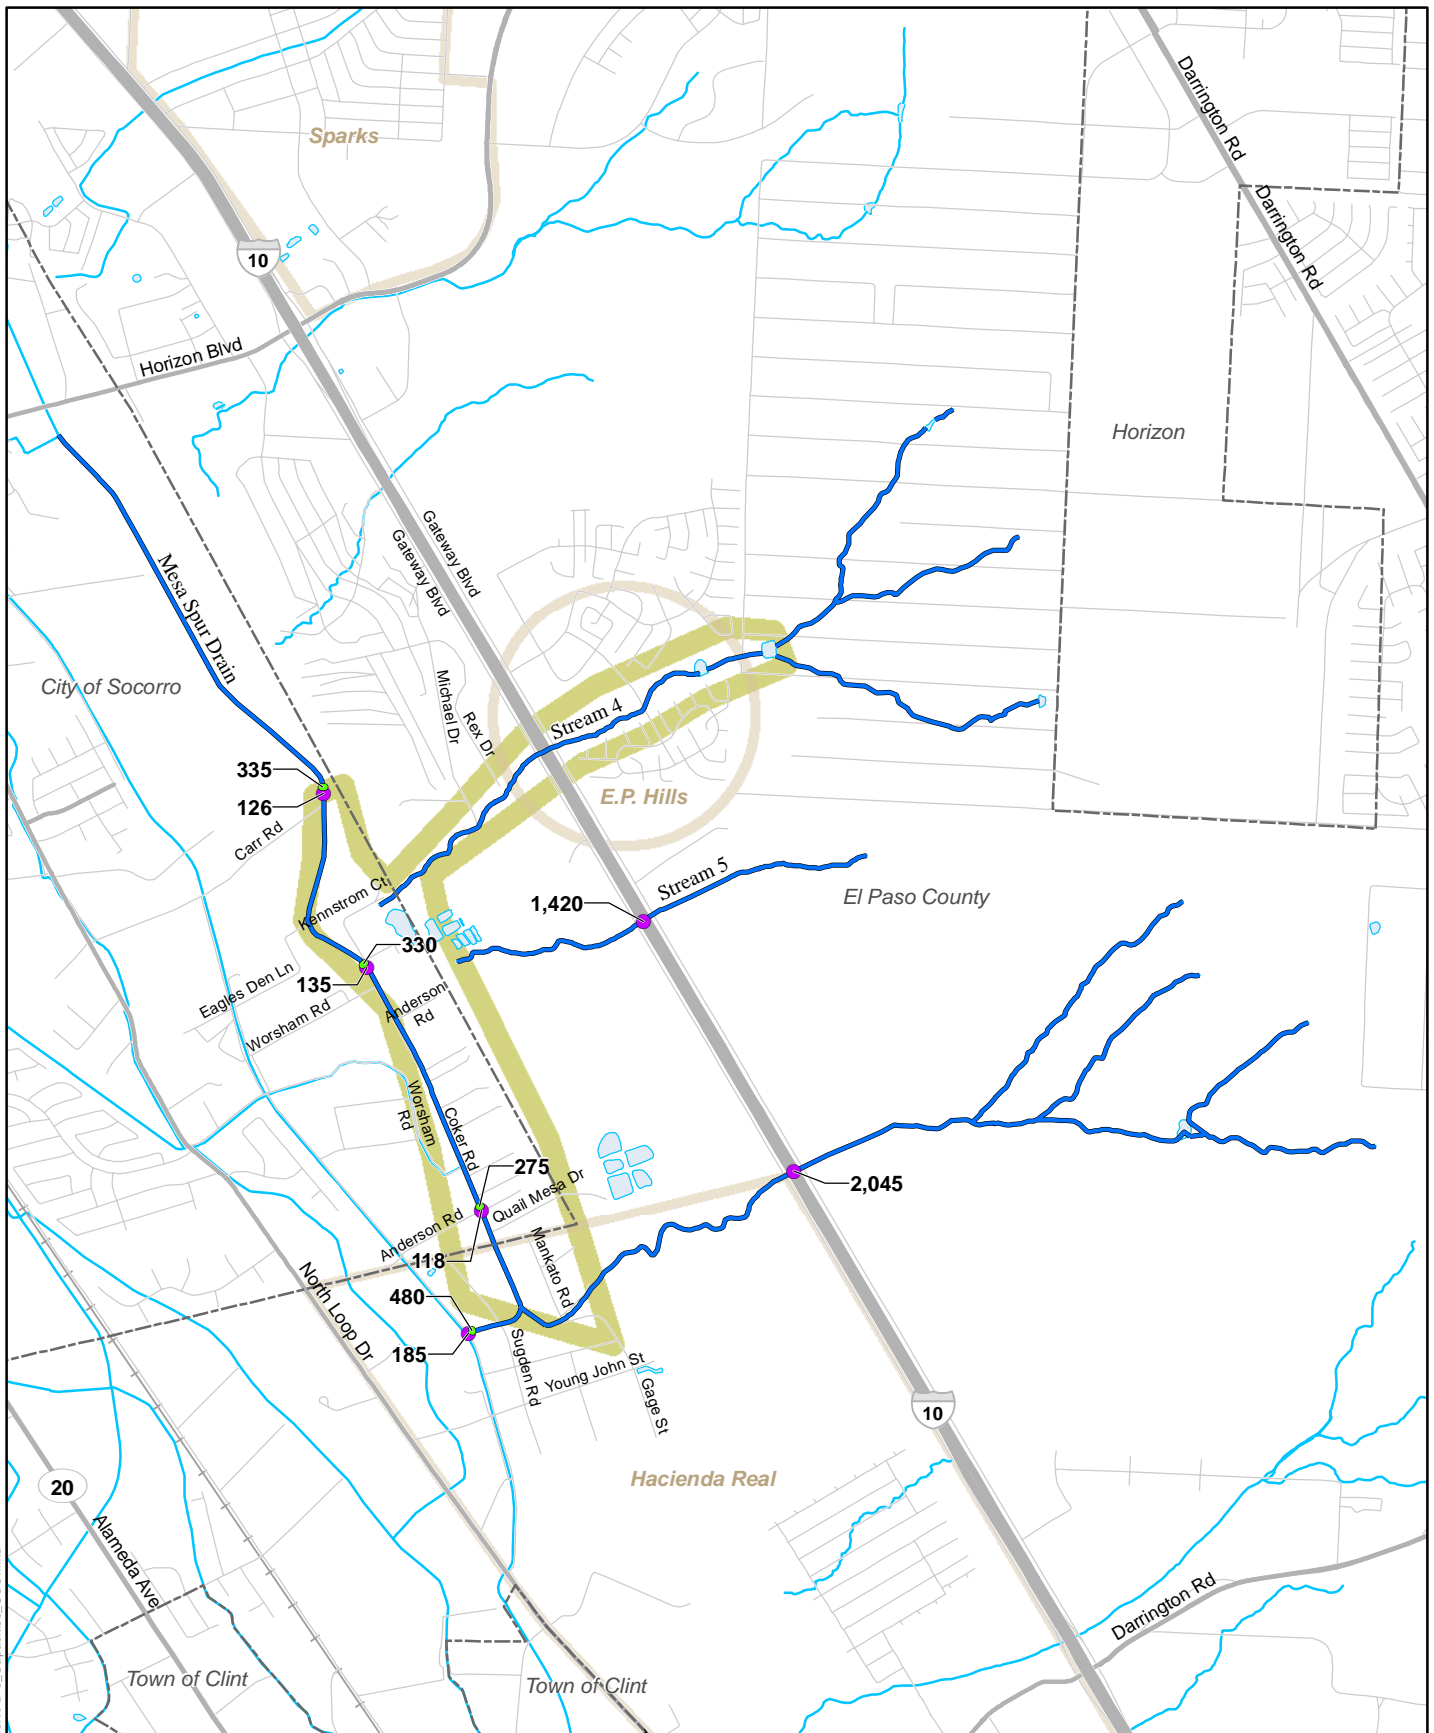 Darrington Rd
Sparks
Darrington Rd
10
Horizon Blvd
Horizon
Gateway Blvd
Gateway Blvd
Mesa Spur Drain
City of Socorro
Michael Dr
Rex Dr
Stream 4
335
126
E.P. Hills
Carr Rd
Stream 5
Kennstrom Ct
El Paso County
1,420
330
135
Eagles Den Ln
Worsham Rd
Anderson
Rd
Worsham
Rd
Coker Rd
275
2,045
Quail Mesa Dr
Anderson Rd
118
Mankato Rd
North Loop Dr
480
185
Sugden Rd
Young John St
Gage St
10
Hacienda Real
20
Alameda Ave
Darrington Rd
Town of Clint
Town of Clint